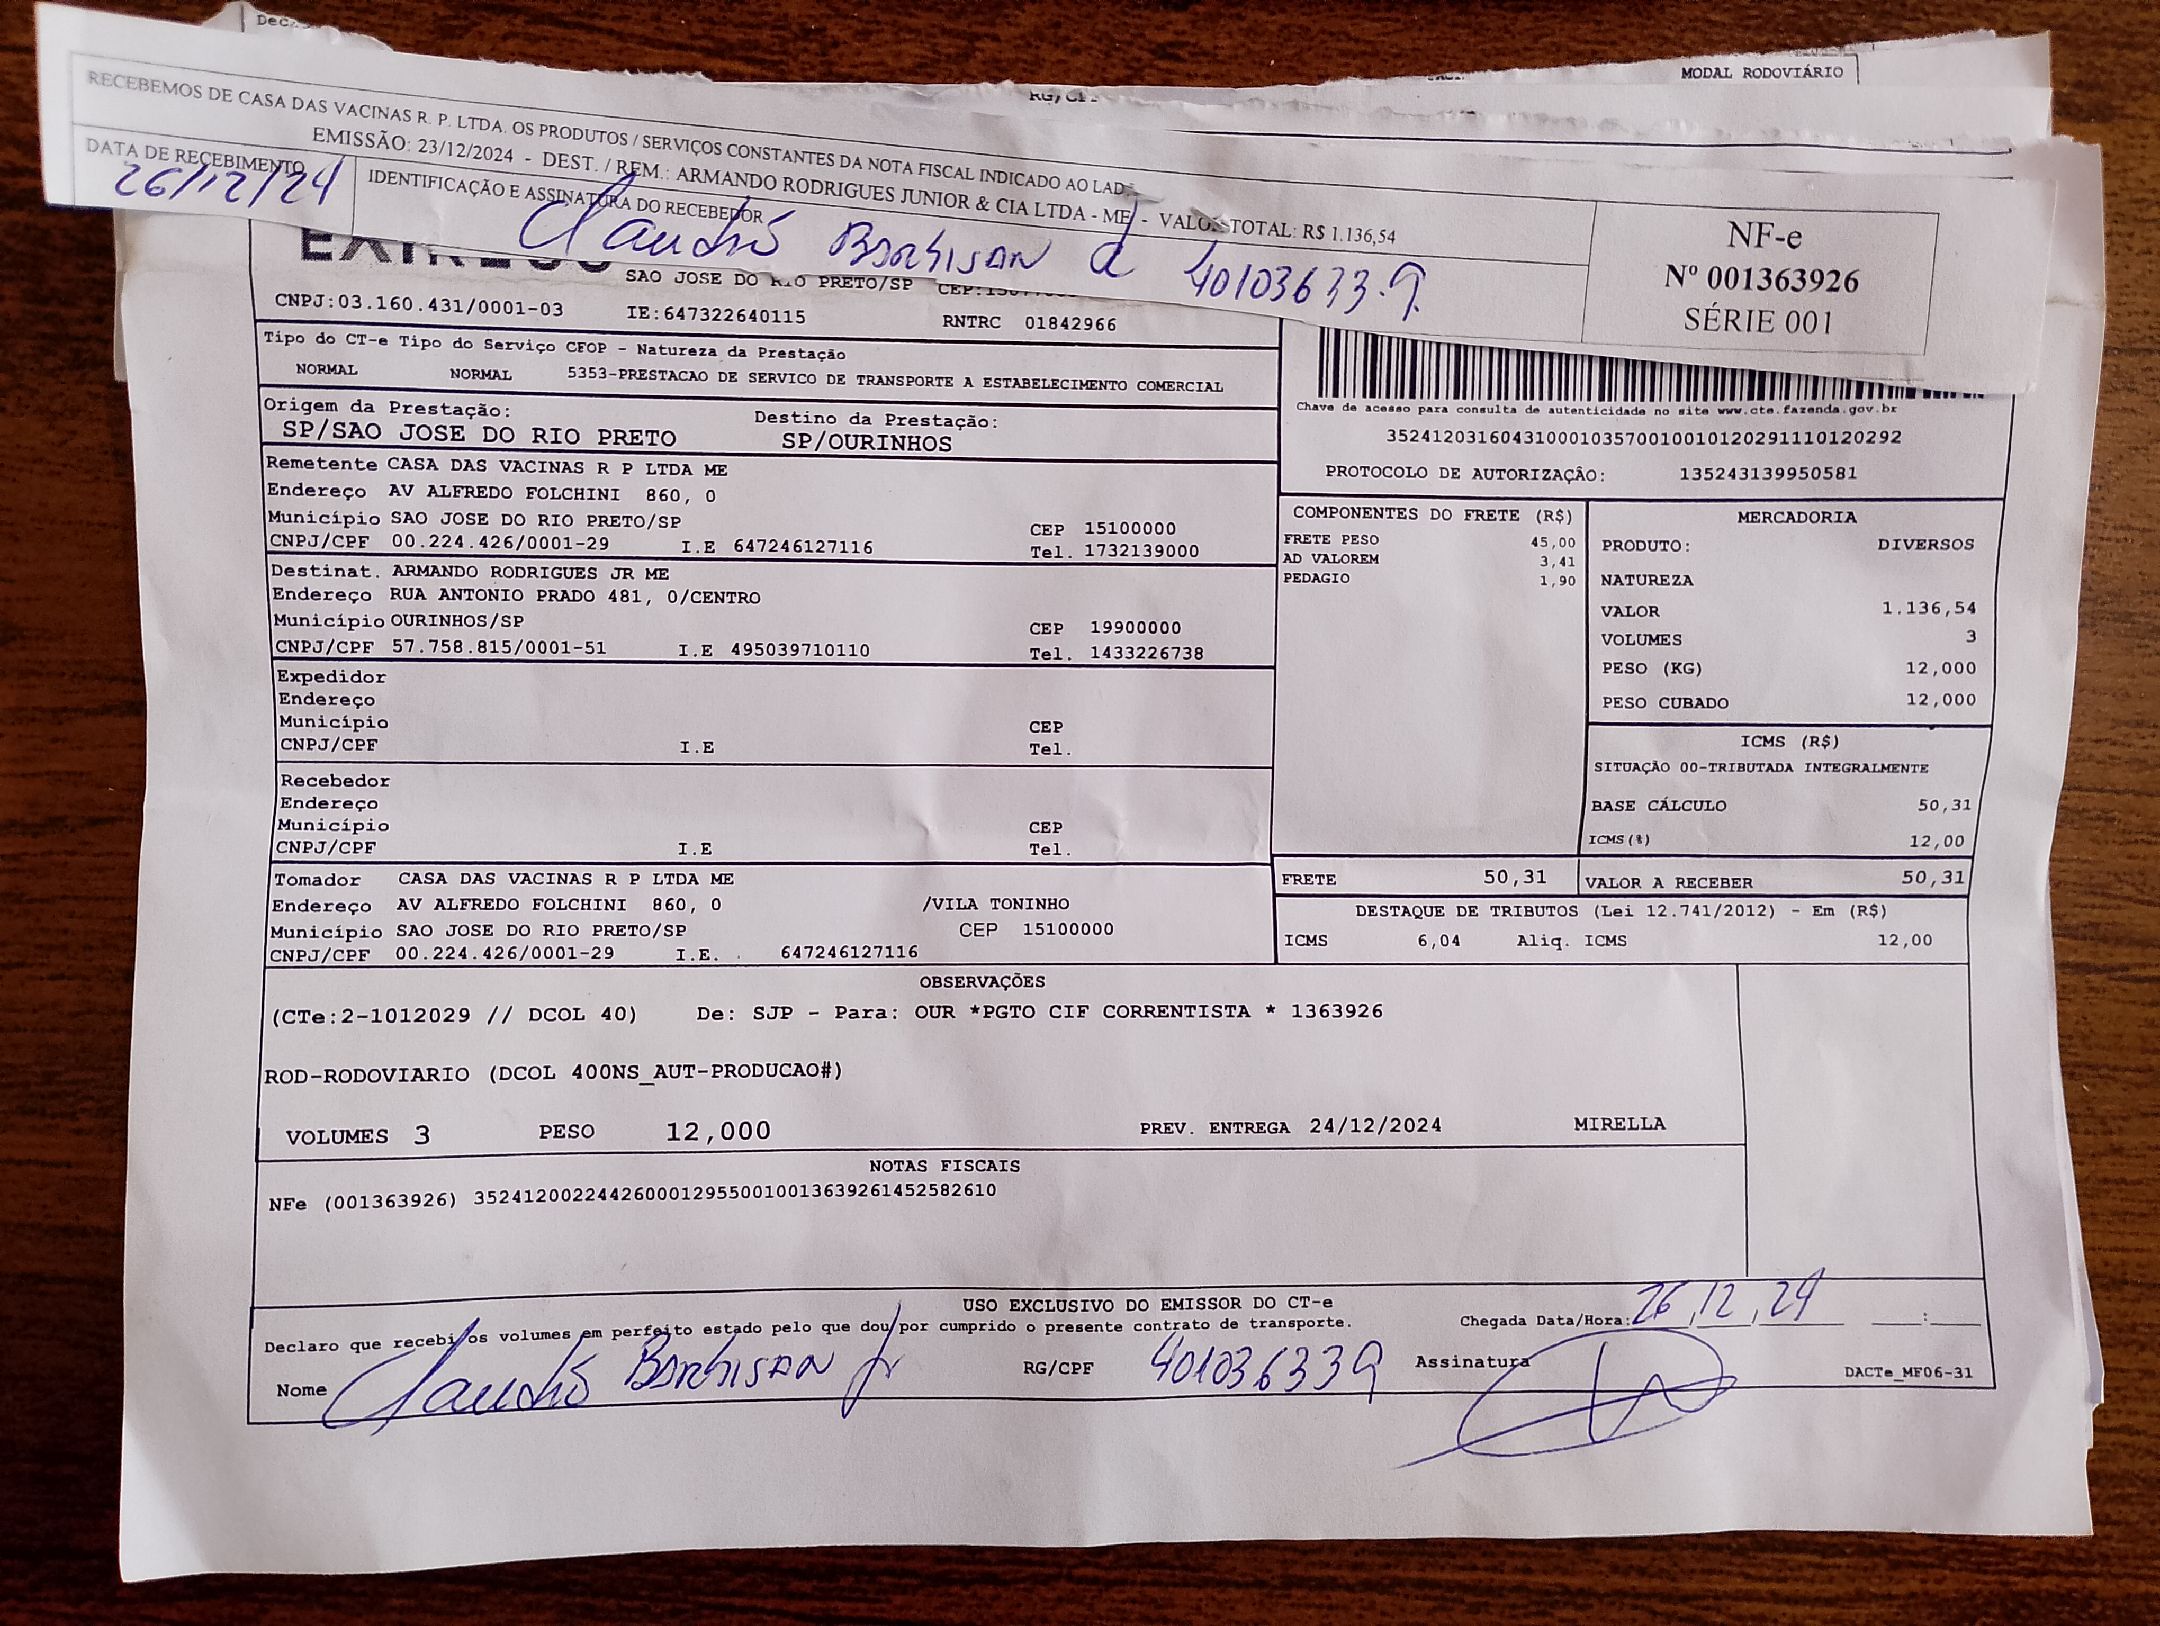 MODAL RODOVIÁRIO
RECEBEMOS DE CASA DAS VACINAS R. P. LTDA. OS PRODUTOS / SERVIÇOS CONSTANTES DA NOTA FISCAL INDICADO AO LAD
EMISSÃO: 23/12/2024 - DEST. / REM.: ARMANDO RODRIGUES JUNIOR & CIA LTDA - ME - VALOR TOTAL: R$ 1.136,54
DATA DE RECEBIMENTO
26/12/24
IDENTIFICAÇÃO E ASSINATURA DO RECEBEDOR
40103633.9
NF-e
Nº 001363926
SÉRIE 001
SAO JOSE DO RIO PRETO/SP
CNPJ:03.160.431/0001-03 IE:647322640115 RNTRC 01842966
Tipo do CT-e Tipo do Serviço CFOP - Natureza da Prestação
NORMAL NORMAL 5353-PRESTACAO DE SERVICO DE TRANSPORTE A ESTABELECIMENTO COMERCIAL
Origem da Prestação: Destino da Prestação:
SP/SAO JOSE DO RIO PRETO SP/OURINHOS
Chave de acesso para consulta de autenticidade no site www.cte.fazenda.gov.br
35241203160431000103570010010120291110120292
PROTOCOLO DE AUTORIZAÇÂO: 135243139950581
Remetente CASA DAS VACINAS R P LTDA ME
Endereço AV ALFREDO FOLCHINI 860, 0
Município SAO JOSE DO RIO PRETO/SP CEP 15100000
CNPJ/CPF 00.224.426/0001-29 I.E 647246127116 Tel. 1732139000
Destinat. ARMANDO RODRIGUES JR ME
Endereço RUA ANTONIO PRADO 481, 0/CENTRO
Município OURINHOS/SP CEP 19900000
CNPJ/CPF 57.758.815/0001-51 I.E 495039710110 Tel. 1433226738
Expedidor
Endereço
Município CEP
CNPJ/CPF I.E Tel.
Recebedor
Endereço
Município CEP
CNPJ/CPF I.E Tel.
Tomador CASA DAS VACINAS R P LTDA ME
Endereço AV ALFREDO FOLCHINI 860, 0 /VILA TONINHO
Município SAO JOSE DO RIO PRETO/SP CEP 15100000
CNPJ/CPF 00.224.426/0001-29 I.E. 647246127116
COMPONENTES DO FRETE (R$)
FRETE PESO 45,00
AD VALOREM 3,41
PEDAGIO 1,90
MERCADORIA
PRODUTO: DIVERSOS
NATUREZA
VALOR 1.136,54
VOLUMES 3
PESO (KG) 12,000
PESO CUBADO 12,000
ICMS (R$)
SITUAÇÃO 00-TRIBUTADA INTEGRALMENTE
BASE CÁLCULO 50,31
ICMS(%) 12,00
FRETE 50,31 VALOR A RECEBER 50,31
DESTAQUE DE TRIBUTOS (Lei 12.741/2012) - Em (R$)
ICMS 6,04 Aliq. ICMS 12,00
OBSERVAÇÕES
(CTe:2-1012029 // DCOL 40) De: SJP - Para: OUR *PGTO CIF CORRENTISTA * 1363926
ROD-RODOVIARIO (DCOL 400NS_AUT-PRODUCAO#)
VOLUMES 3 PESO 12,000 PREV. ENTREGA 24/12/2024 MIRELLA
NOTAS FISCAIS
NFe (001363926) 35241200224426000129550010013639261452582610
USO EXCLUSIVO DO EMISSOR DO CT-e
Declaro que recebi os volumes em perfeito estado pelo que dou por cumprido o presente contrato de transporte. Chegada Data/Hora: 26,12,24 :
Nome RG/CPF 401036339 Assinatura DACTe_MF06-31